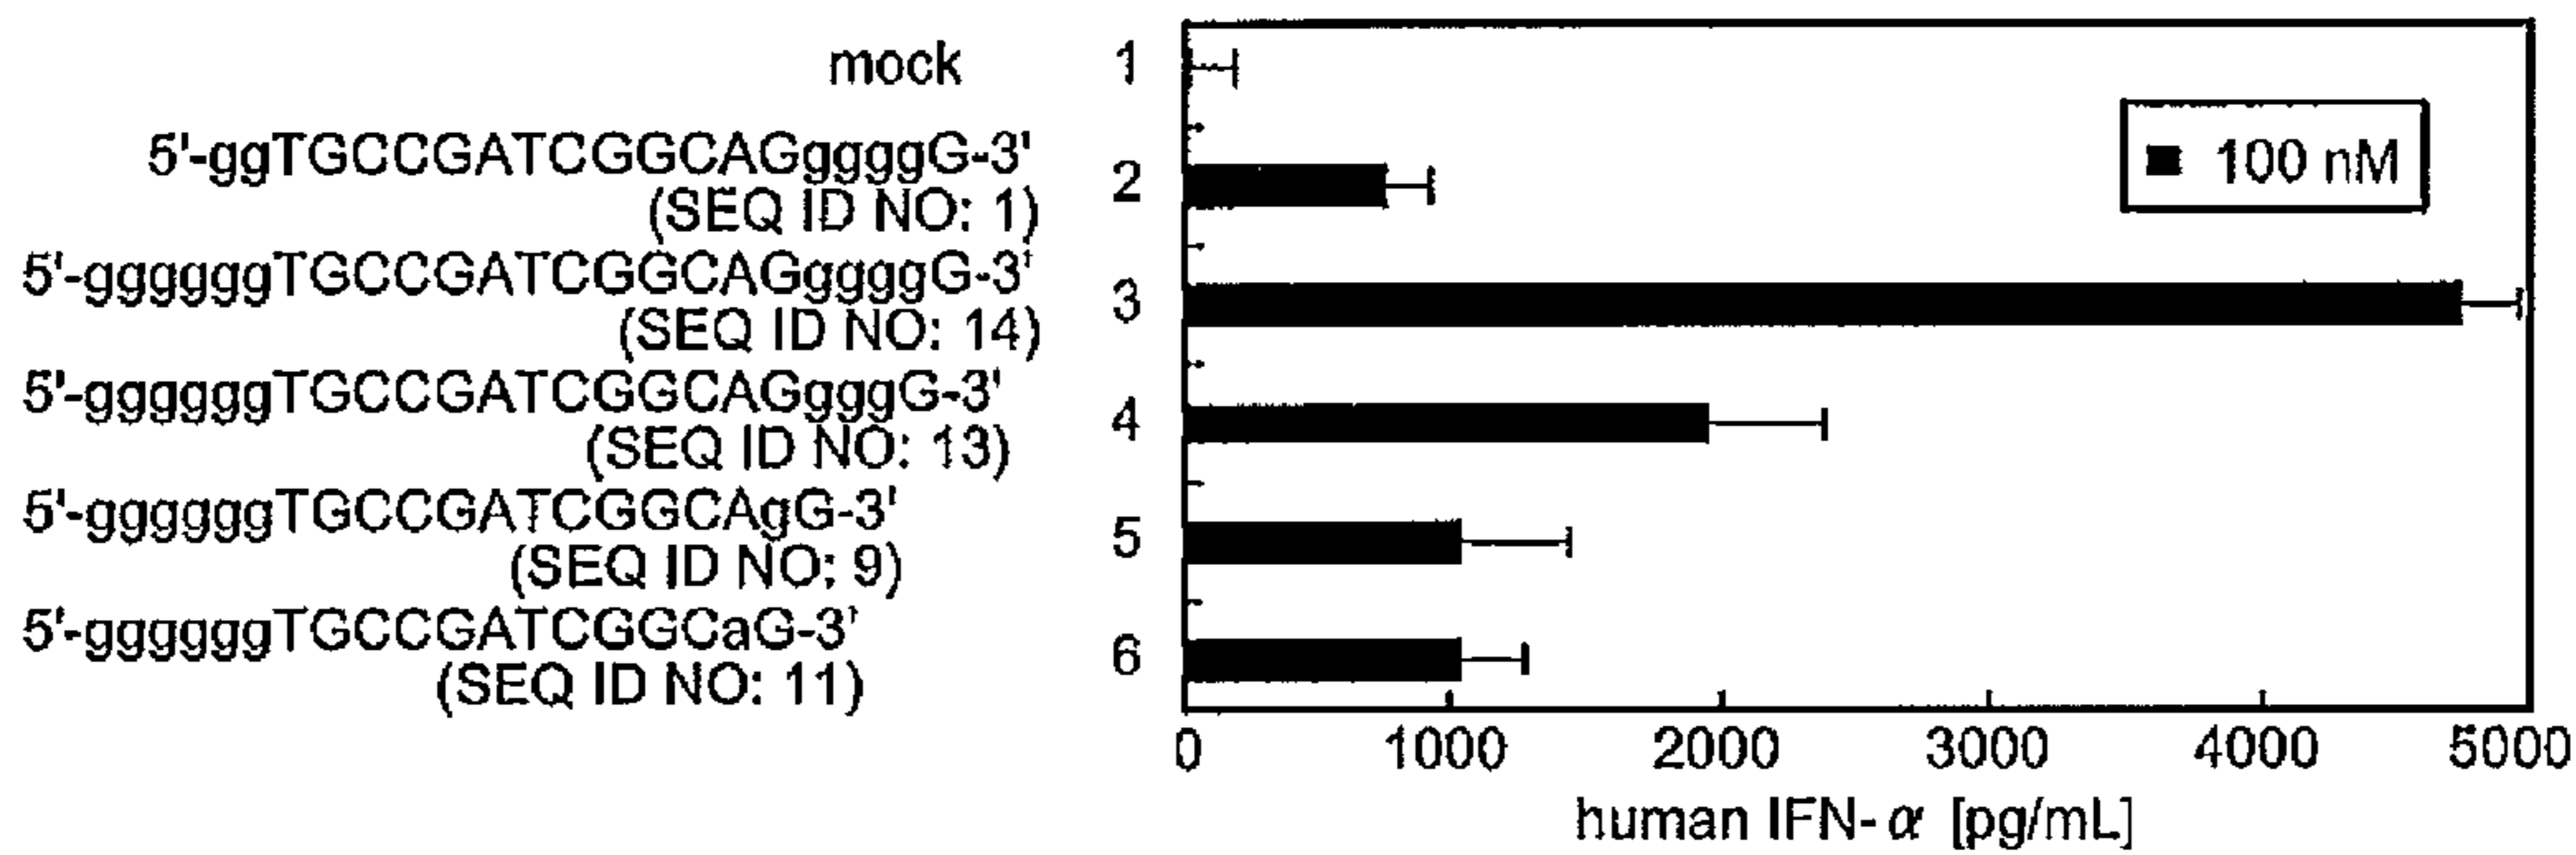 mock 1
5'-ggTGCCGATCGGCAGggggG-3' 2
(SEQ ID NO: 1)
5'-ggggggTGCCGATCGGCAGggggG-3' 3
(SEQ ID NO: 14)
5'-ggggggTGCCGATCGGCAGgggG-3' 4
(SEQ ID NO: 13)
5'-ggggggTGCCGATCGGCAgG-3' 5
(SEQ ID NO: 9)
5'-ggggggTGCCGATCGGCaG-3' 6
(SEQ ID NO: 11)
100 nM
0 1000 2000 3000 4000 5000
human IFN-α [pg/mL]